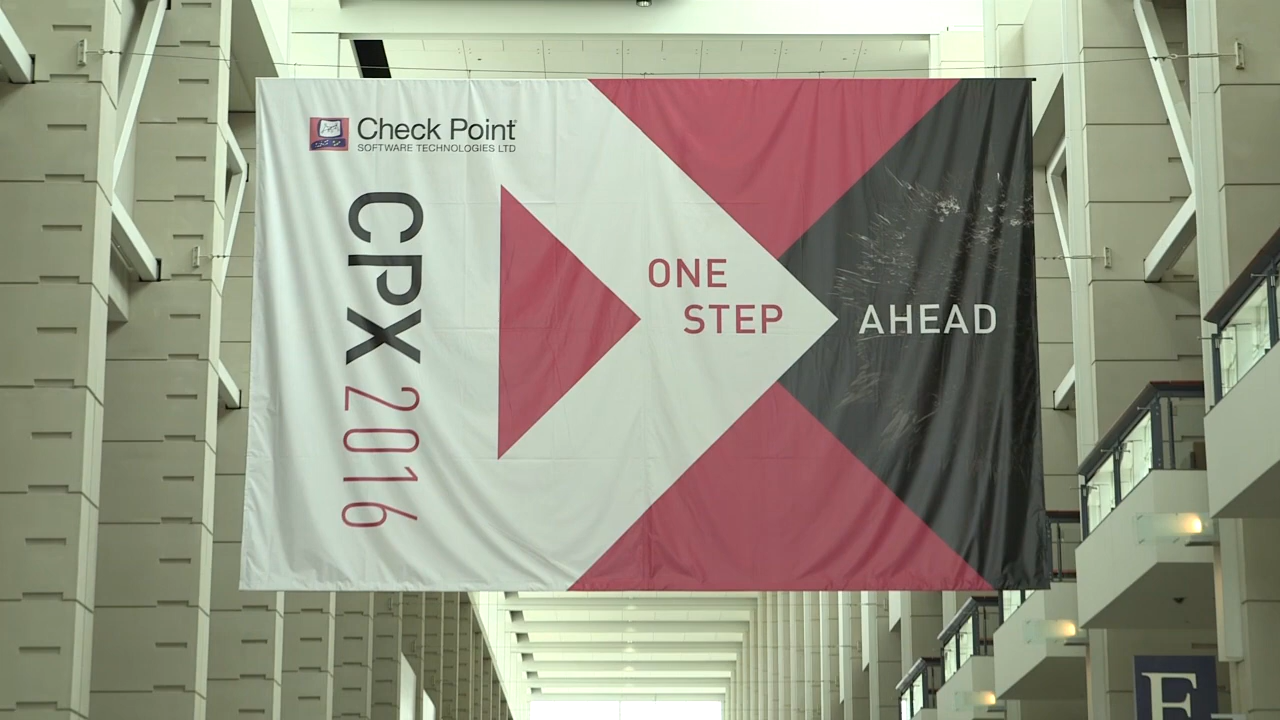 Check Point
SOFTWARE TECHNOLOGIES LTD
CPX 2016
ONE
STEP
AHEAD
E